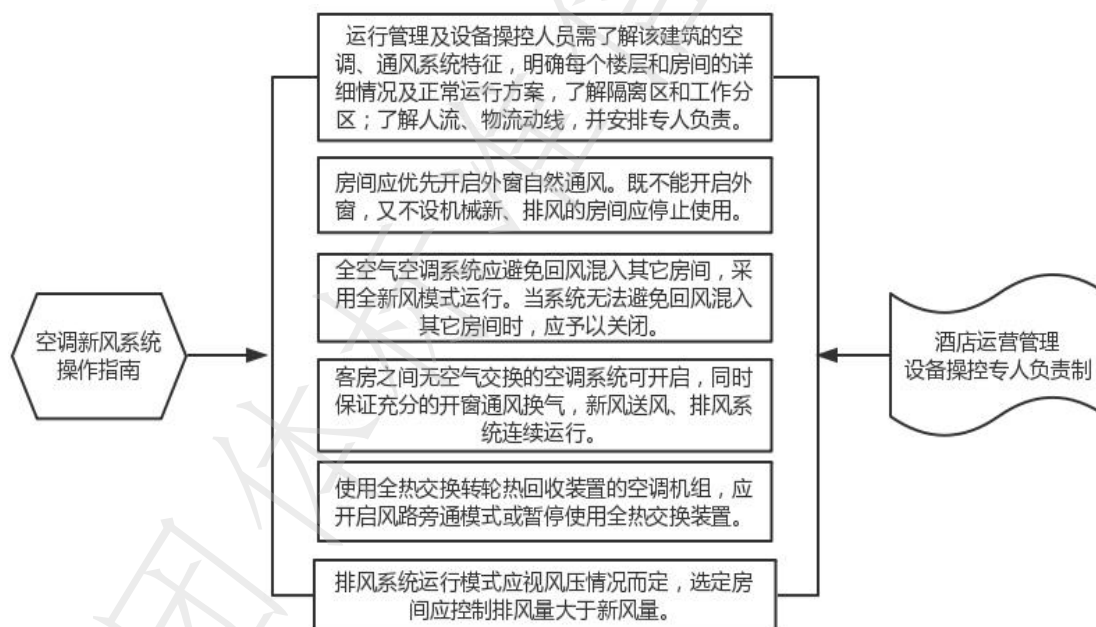 运行管理及设备操控人员需了解该建筑的空
调、通风系统特征，明确每个楼层和房间的详
细情况及正常运行方案，了解隔离区和工作分
区；了解人流、物流动线，并安排专人负责。
房间应优先开启外窗自然通风。既不能开启外
窗，又不设机械新、排风的房间应停止使用。
全空气空调系统应避免回风混入其它房间，采
用全新风模式运行。当系统无法避免回风混入
其它房间时，应予以关闭。
空调新风系统
操作指南
酒店运营管理
设备操控专人负责制
客房之间无空气交换的空调系统可开启，同时
保证充分的开窗通风换气，新风送风、排风系
统连续运行。
使用全热交换转轮热回收装置的空调机组，应
开启风路旁通模式或暂停使用全热交换装置。
排风系统运行模式应视风压情况而定，选定房
间应控制排风量大于新风量。
团体标准